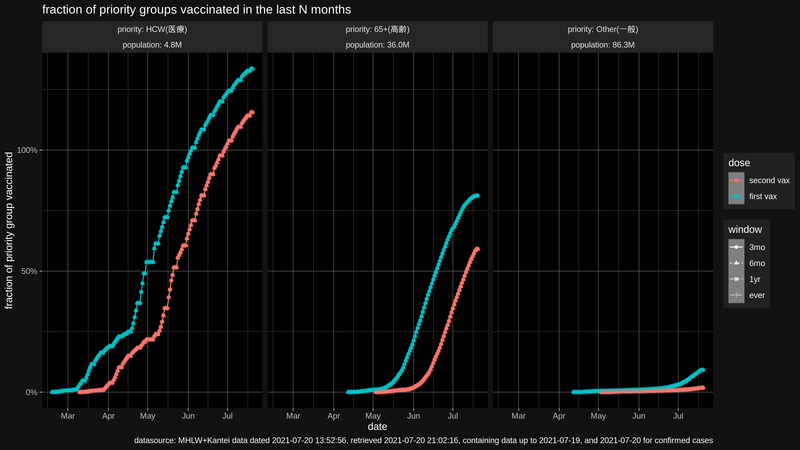 fraction of priority groups vaccinated in the last N months
priority: HCW(医療)
population: 4.8M
priority: 65+(高齢)
population: 36.0M
priority: Other(一般)
population: 86.3M
fraction of priority group vaccinated
100%
50%
0%
Mar Apr May Jun Jul
Mar Apr May Jun Jul
Mar Apr May Jun Jul
date
dose
second vax
first vax
window
3mo
6mo
1yr
ever
datasource: MHLW+Kantei data dated 2021-07-20 13:52:56, retrieved 2021-07-20 21:02:16, containing data up to 2021-07-19, and 2021-07-20 for confirmed cases